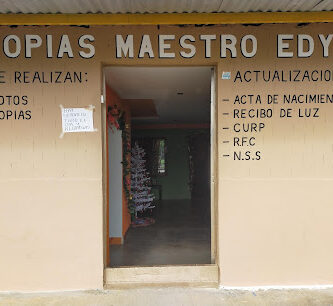 OPIAS MAESTRO EDY
E REALIZAN:
OTOS
OPIAS
ACTUALIZACIO
- ACTA DE NACIMIEN
- RECIBO DE LUZ
- CURP
- R.F.C
- N.S.S